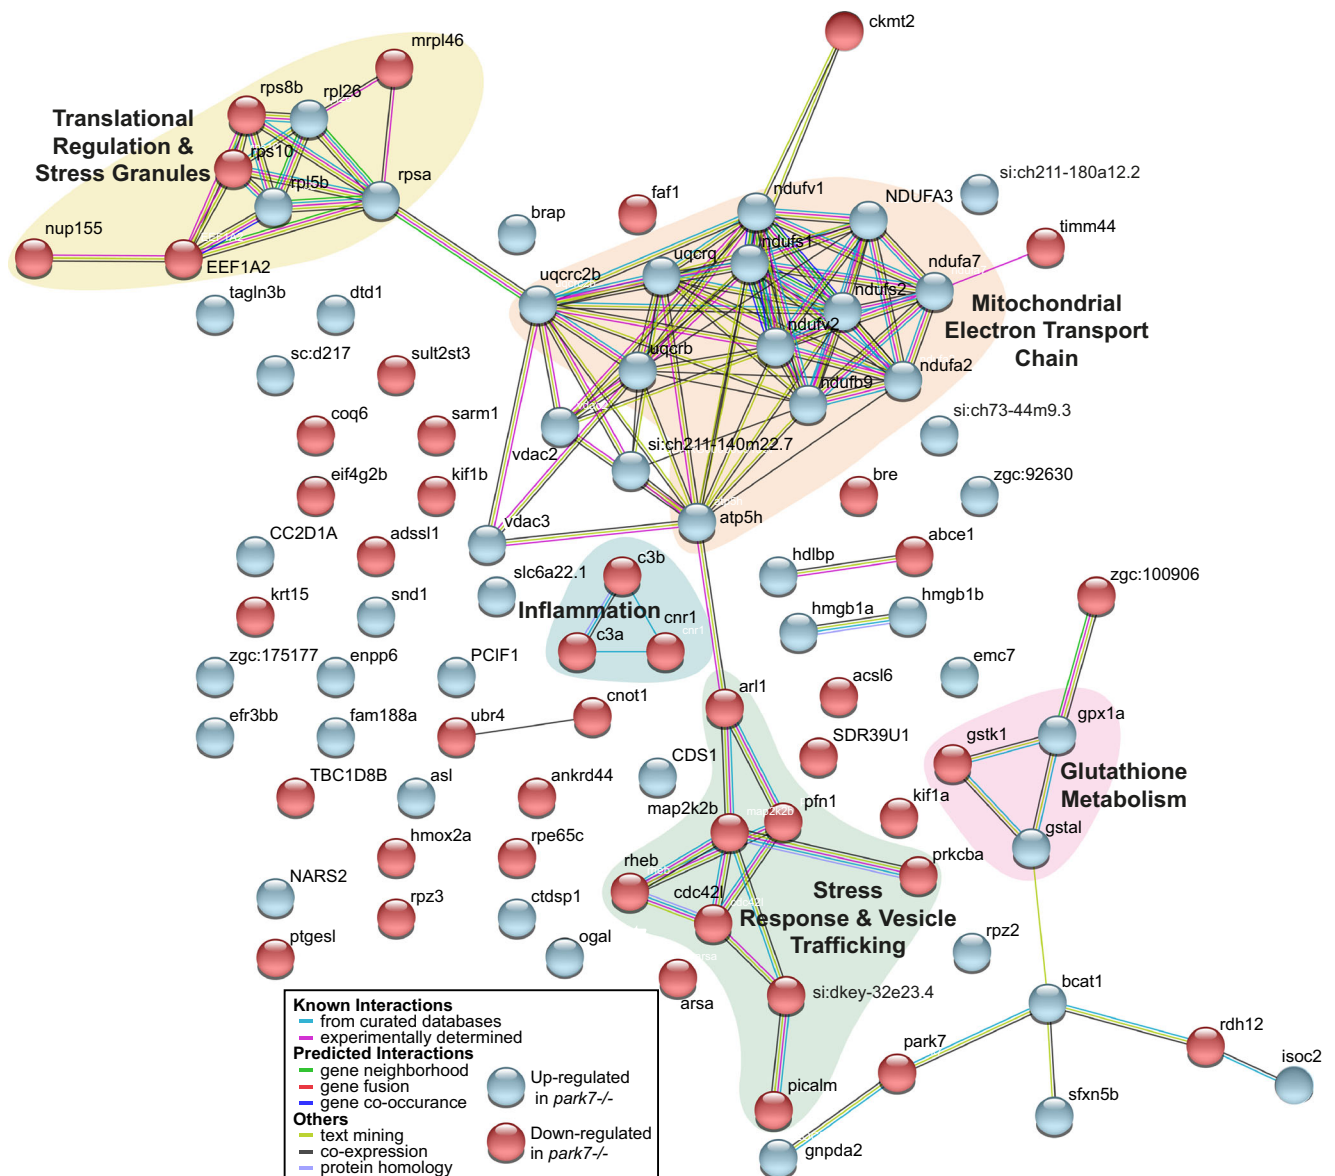 ckmt2
mrpl46
rps8b
rpl26
Translational
Regulation &
Stress Granules
rps10
rpl5b
rpsa
nup155
EEF1A2
si:ch211-180a12.2
ndufv1
NDUFA3
faf1
brap
timm44
ndufs1
uqcrq
ndufa7
uqcrc2b
ndufs2
Mitochondrial
Electron Transport
Chain
tagln3b
dtd1
ndufv2
uqcrb
ndufa2
ndufb9
sc:d217
sult2st3
coq6
sarm1
vdac2
si:ch211-140m22.7
si:ch73-44m9.3
eif4g2b
kif1b
bre
zgc:92630
vdac3
atp5h
CC2D1A
adssl1
hdlbp
abce1
c3b
slc6a22.1
zgc:100906
krt15
snd1
Inflammation
cnr1
cnr1
c3a
hmgb1a
hmgb1b
zgc:175177
enpp6
PCIF1
emc7
arl1
acsl6
cnot1
efr3bb
fam188a
ubr4
gpx1a
gstk1
SDR39U1
CDS1
Glutathione
Metabolism
TBC1D8B
asl
ankrd44
map2k2b
map2k2b
pfn1
kif1a
gstal
hmox2a
rpe65c
rheb
prkcba
NARS2
cdc42l
Stress
Response & Vesicle
Trafficking
rpz3
ctdsp1
ptgesl
ogal
rpz2
arsa
si:dkey-32e23.4
bcat1
rdh12
park7
isoc2
picalm
sfxn5b
gnpda2
Known Interactions
from curated databases
experimentally determined
Predicted Interactions
gene neighborhood
gene fusion
gene co-occurance
Others
text mining
co-expression
protein homology
Up-regulated
in park7-/-
Down-regulated
in park7-/-